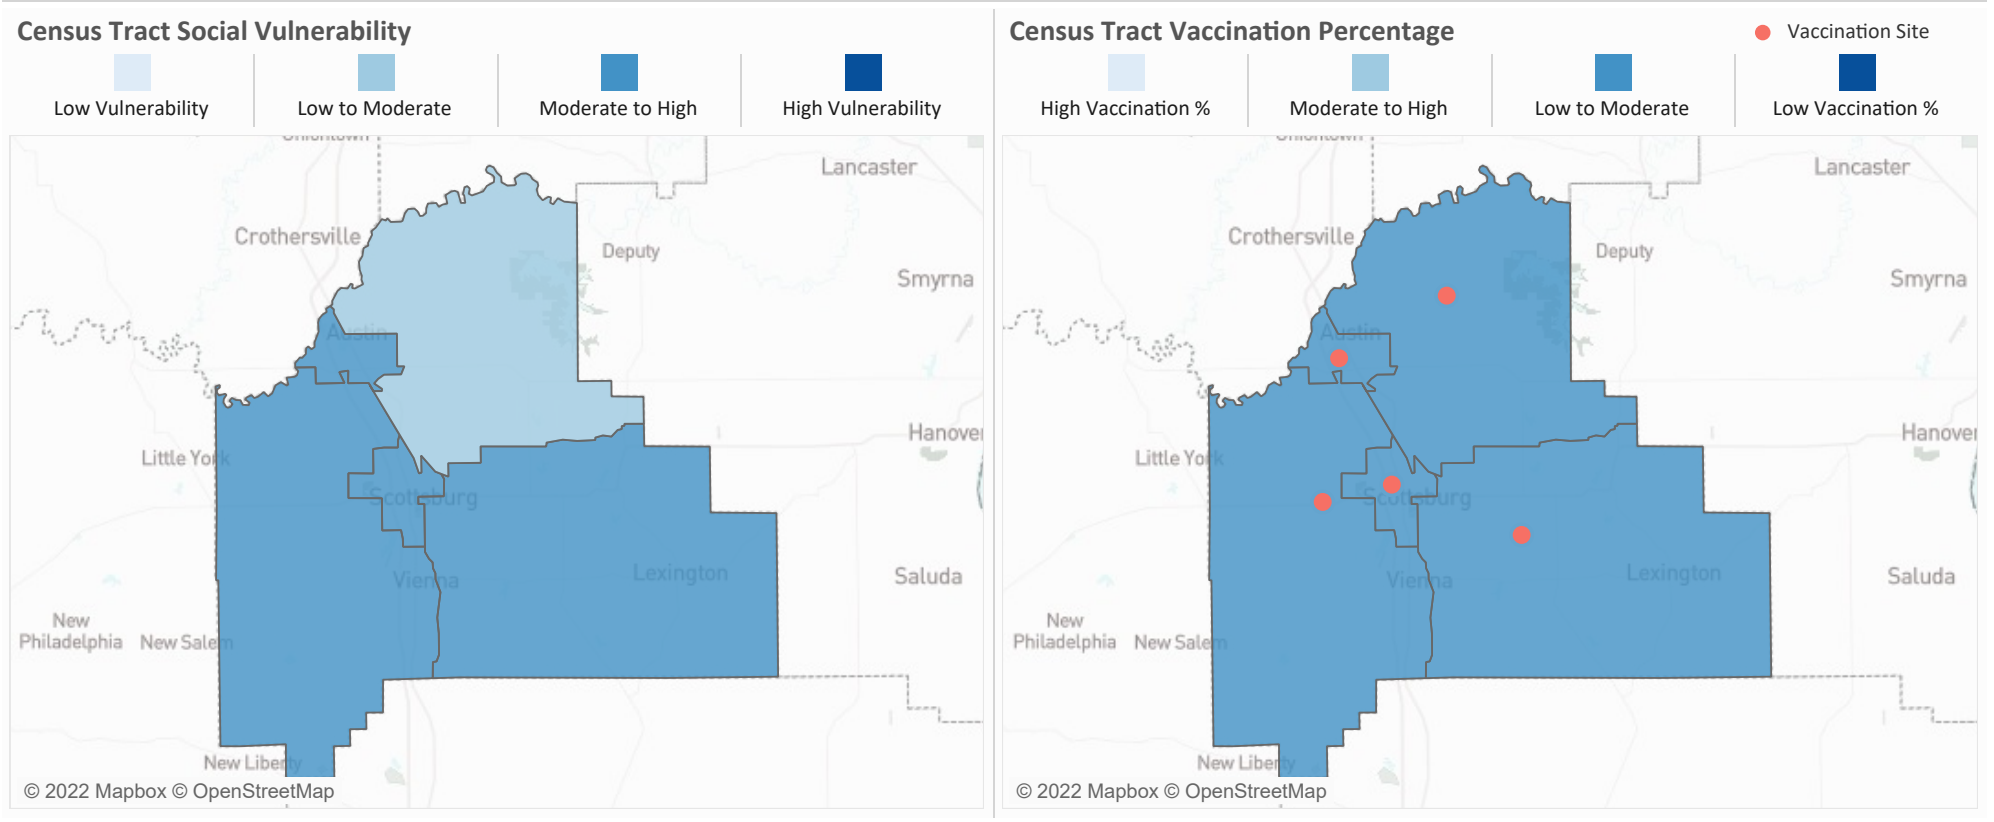 Census Tract Social Vulnerability
Low Vulnerability
Low to Moderate
Moderate to High
High Vulnerability
Uniontown
Lancaster
Crothersville
Deputy
Smyrna
Austin
Hanover
Little York
Scottsburg
Vienna
Lexington
Saluda
New
Philadelphia
New Salem
New Liberty
© 2022 Mapbox © OpenStreetMap
Census Tract Vaccination Percentage
Vaccination Site
High Vaccination %
Moderate to High
Low to Moderate
Low Vaccination %
Uniontown
Lancaster
Crothersville
Deputy
Smyrna
Austin
Hanover
Little York
Scottsburg
Vienna
Lexington
Saluda
New
Philadelphia
New Salem
New Liberty
© 2022 Mapbox © OpenStreetMap